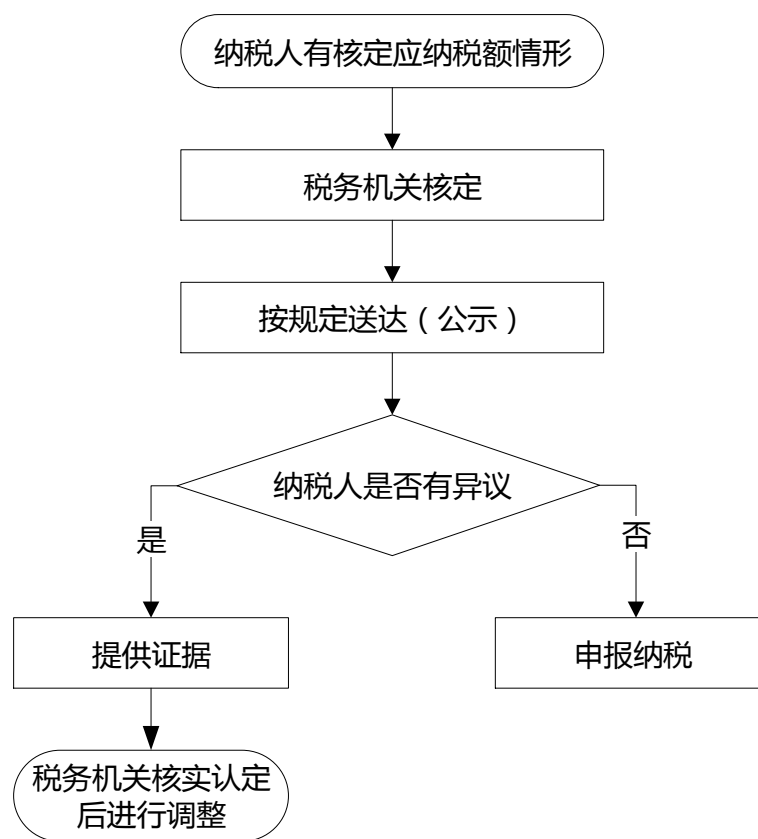 纳税人有核定应纳税额情形
税务机关核定
按规定送达（公示）
纳税人是否有异议
是
否
提供证据
申报纳税
税务机关核实认定
后进行调整